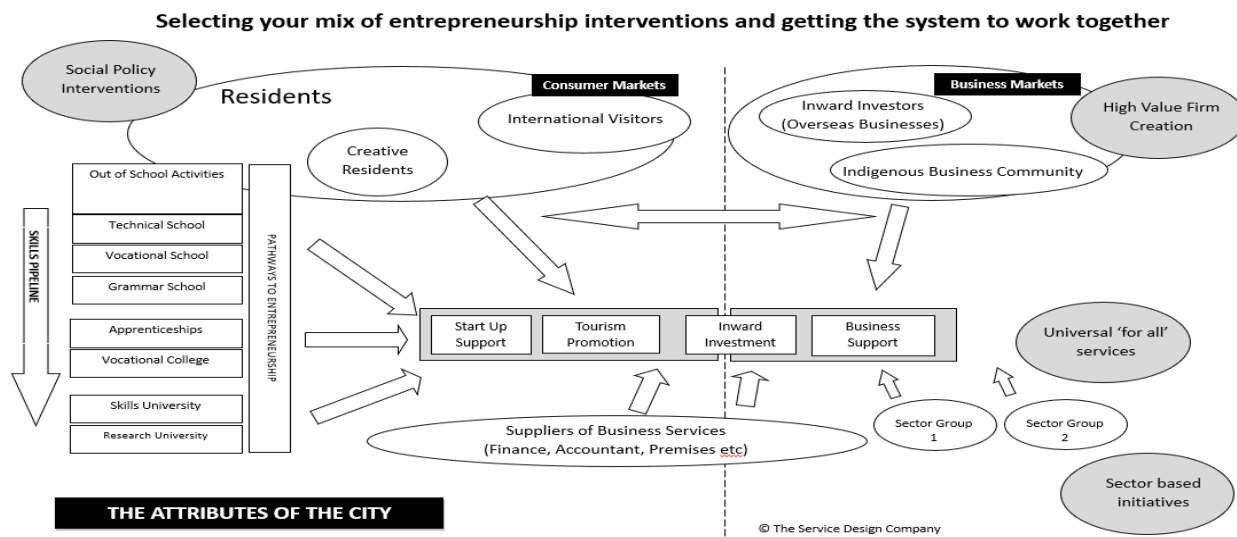 Selecting your mix of entrepreneurship interventions and getting the system to work together
Social Policy
Interventions
Residents
Consumer Markets
International Visitors
Creative
Residents
Business Markets
Inward Investors
(Overseas Businesses)
Indigenous Business Community
High Value Firm
Creation
SKILLS PIPELINE
Out of School Activities
Technical School
Vocational School
Grammar School
Apprenticeships
Vocational College
Skills University
Research University
PATHWAYS TO ENTREPRENEURSHIP
Start Up
Support
Tourism
Promotion
Inward
Investment
Business
Support
Universal ‘for all’
services
Suppliers of Business Services
(Finance, Accountant, Premises etc)
Sector Group
1
Sector Group
2
Sector based
initiatives
THE ATTRIBUTES OF THE CITY
© The Service Design Company